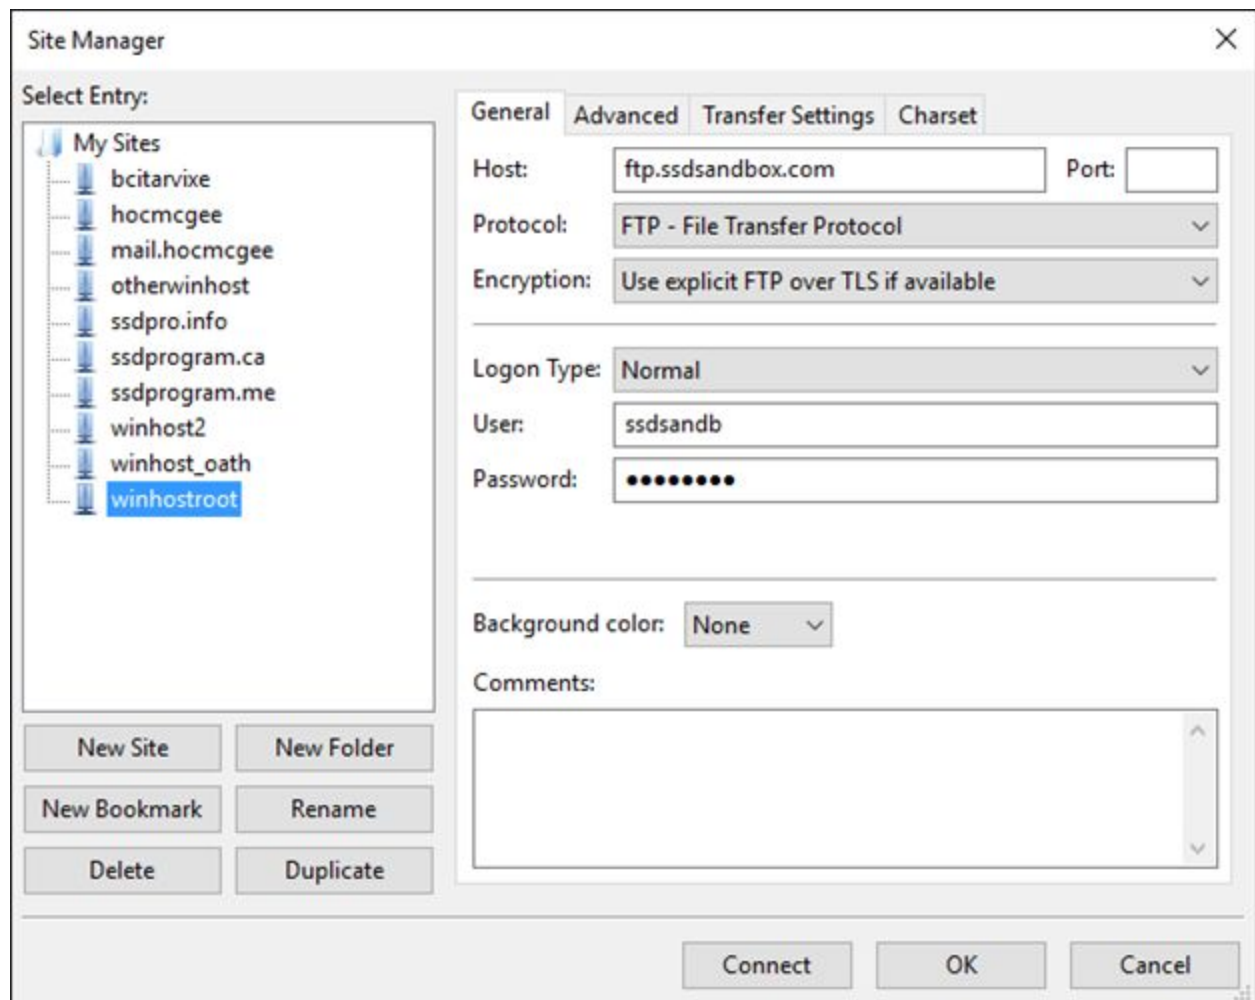 Site Manager
Select Entry:
My Sites
bcitarvixe
hocmcgee
mail.hocmcgee
otherwinhost
ssdpro.info
ssdprogram.ca
ssdprogram.me
winhost2
winhost_oath
winhostroot
New Site
New Folder
New Bookmark
Rename
Delete
Duplicate
General Advanced Transfer Settings Charset
Host: ftp.ssdsandbox.com Port:
Protocol: FTP - File Transfer Protocol
Encryption: Use explicit FTP over TLS if available
Logon Type: Normal
User: ssdsandb
Password: ●●●●●●●●
Background color: None
Comments:
Connect OK Cancel